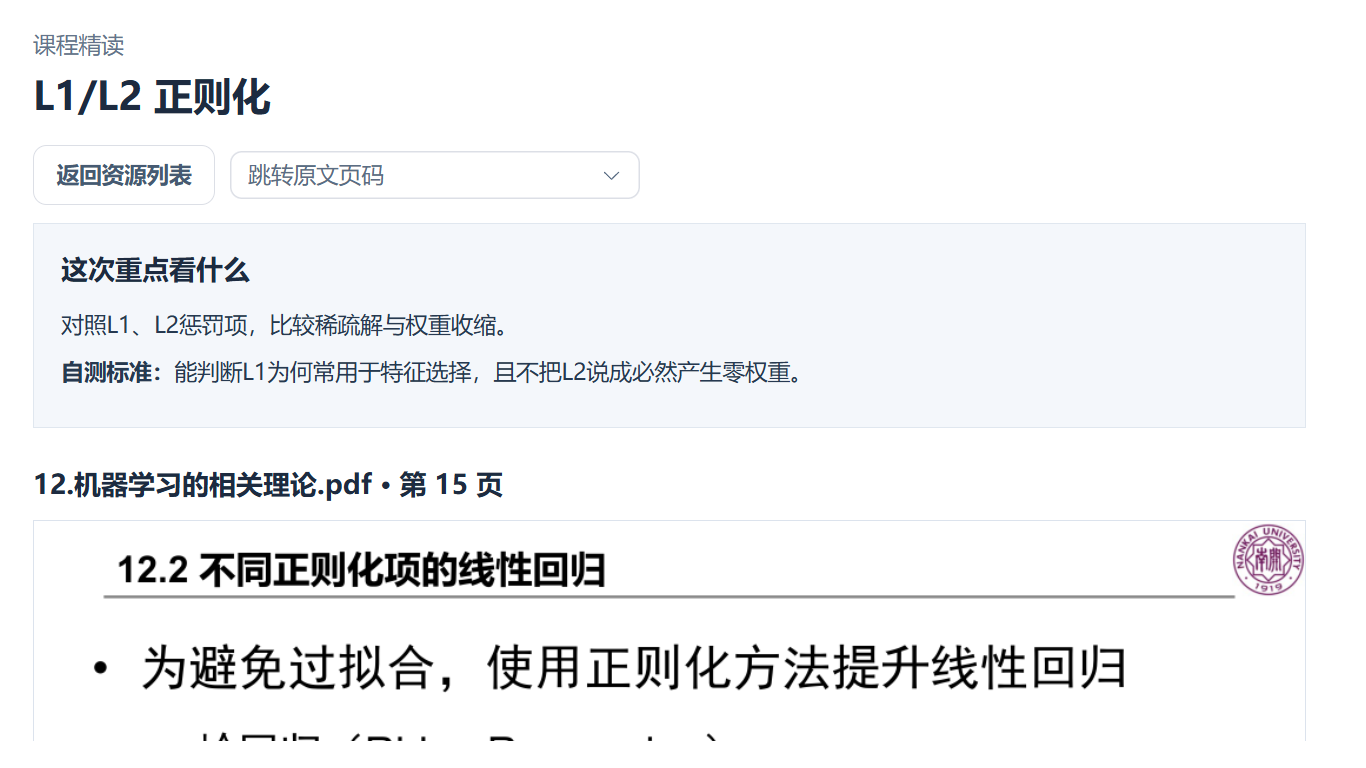 课程精读
L1/L2 正则化
返回资源列表
跳转原文页码
这次重点看什么
对照L1、L2惩罚项，比较稀疏解与权重收缩。
自测标准：能判断L1为何常用于特征选择，且不把L2说成必然产生零权重。
12.机器学习的相关理论.pdf • 第 15 页
12.2 不同正则化项的线性回归
NANKAI UNIVERSITY
南開
1919
• 为避免过拟合，使用正则化方法提升线性回归